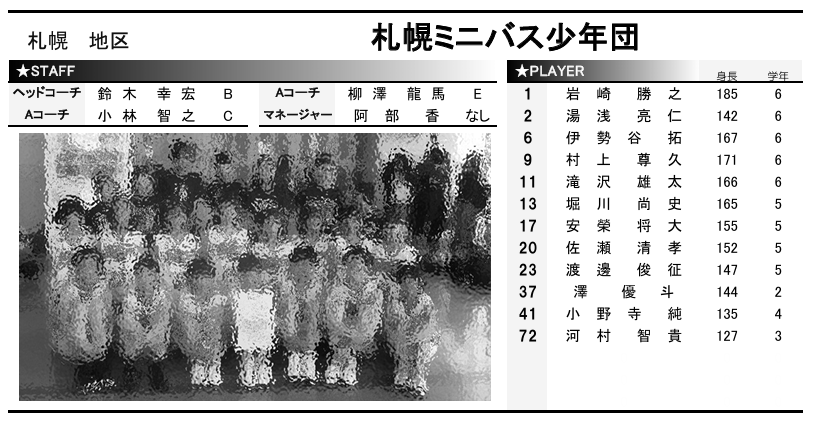 札幌 地区
札幌ミニバス少年団
★STAFF
ヘッドコーチ 鈴木 幸宏 B Aコーチ 柳澤 龍馬 E
Aコーチ 小林 智之 C マネージャー 阿部 香 なし
★PLAYER 身長 学年
1 岩崎 勝之 185 6
2 湯浅 亮仁 142 6
6 伊勢谷 拓 167 6
9 村上 尊久 171 6
11 滝沢 雄太 166 6
13 堀川 尚史 165 5
17 安榮 将大 155 5
20 佐瀬 清孝 152 5
23 渡邊 俊征 147 5
37 澤 優斗 144 2
41 小野寺 純 135 4
72 河村 智貴 127 3